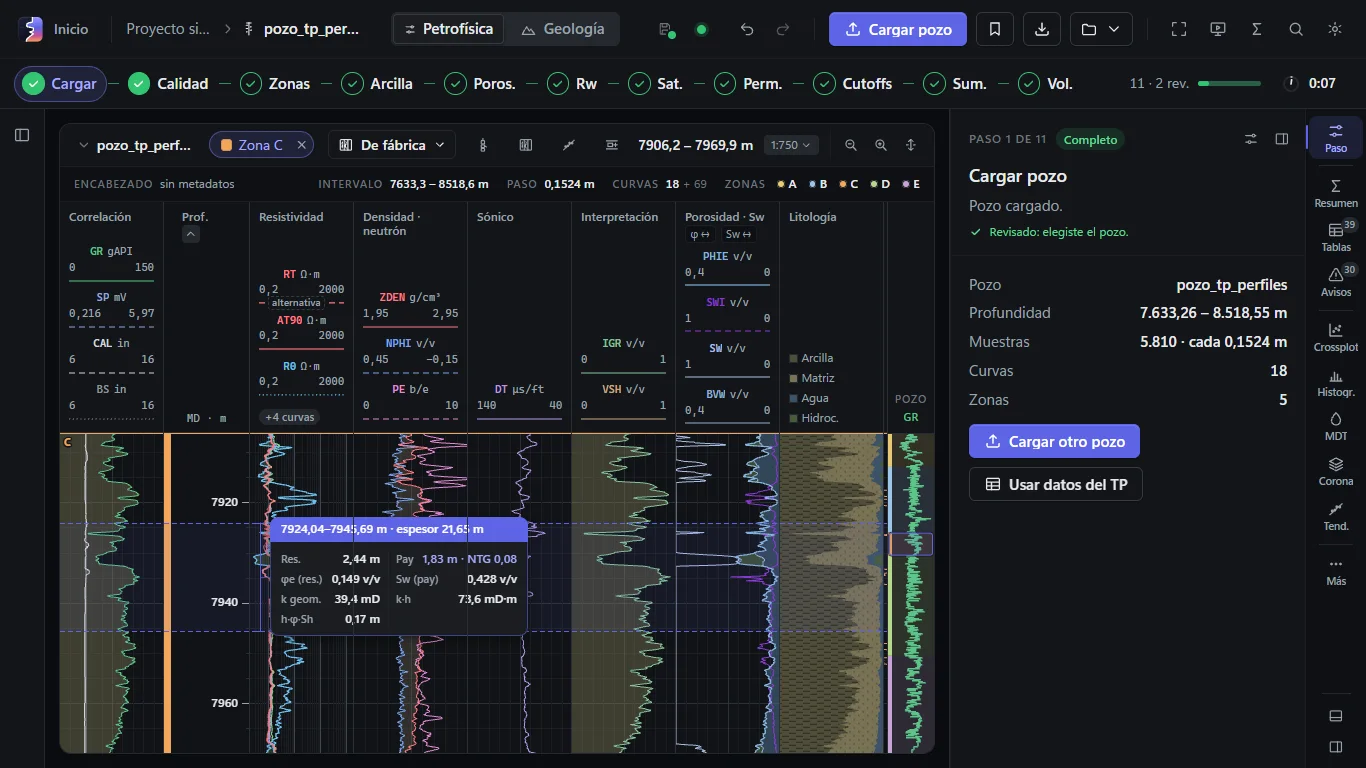 Inicio
Proyecto si...
pozo_tp_per...
Petrofísica
Geología
Cargar pozo
Cargar
Calidad
Zonas
Arcilla
Poros.
Rw
Sat.
Perm.
Cutoffs
Sum.
Vol.
11 · 2 rev.
0:07
pozo_tp_perf...
Zona C
De fábrica
7906,2 – 7969,9 m
1:750
ENCABEZADO sin metadatos
INTERVALO 7633,3 – 8518,6 m
PASO 0,1524 m
CURVAS 18 + 69
ZONAS A B C D E
Correlación
GR gAPI
0 150
SP mV
0,216 5,97
CAL in
6 16
BS in
6 16
Prof.
MD · m
Resistividad
RT Ω·m
0,2 2000
alternativa
AT90 Ω·m
0,2 2000
R0 Ω·m
0,2 2000
+4 curvas
Densidad ·
neutrón
ZDEN g/cm³
1,95 2,95
NPHI v/v
0,45 −0,15
PE b/e
0 10
Sónico
DT µs/ft
140 40
Interpretación
IGR v/v
0 1
VSH v/v
0 1
Porosidad · Sw
φ ↔ Sw ↔
PHIE v/v
0,4 0
SWI v/v
1 0
SW v/v
1 0
BVW v/v
0,4 0
Litología
Arcilla
Matriz
Agua
Hidroc.
POZO
GR
C
7920
7940
7960
7924,04–7945,69 m · espesor 21,65 m
Res. 2,44 m Pay 1,83 m · NTG 0,08
φe (res.) 0,149 v/v Sw (pay) 0,428 v/v
k geom. 39,4 mD k·h 73,6 mD·m
h·φ·Sh 0,17 m
PASO 1 DE 11 Completo
Cargar pozo
Pozo cargado.
Revisado: elegiste el pozo.
Pozo pozo_tp_perfiles
Profundidad 7.633,26 – 8.518,55 m
Muestras 5.810 · cada 0,1524 m
Curvas 18
Zonas 5
Cargar otro pozo
Usar datos del TP
Paso
Resumen
39
Tablas
30
Avisos
Crossplot
Histogr.
MDT
Corona
Tend.
Más